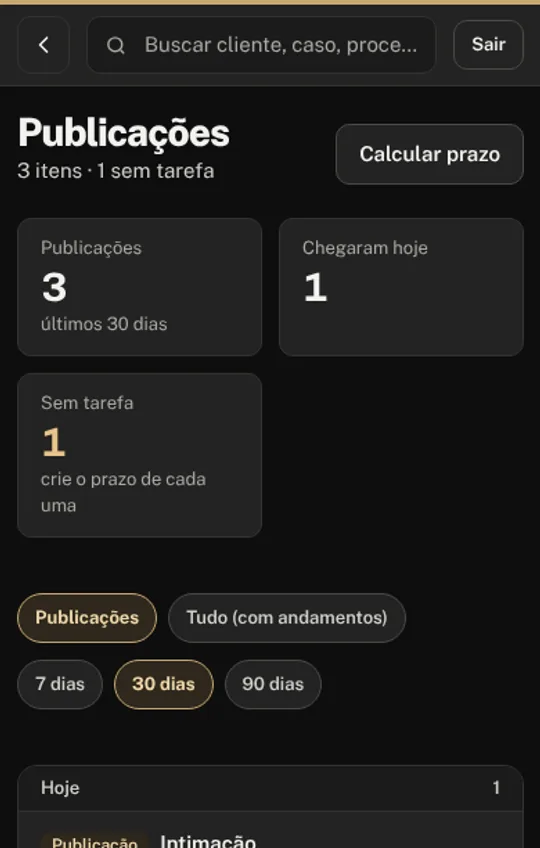 Buscar cliente, caso, proce...
Sair
Publicações
3 itens · 1 sem tarefa
Calcular prazo
Publicações
3
últimos 30 dias
Chegaram hoje
1
Sem tarefa
1
crie o prazo de cada
uma
Publicações
Tudo (com andamentos)
7 dias
30 dias
90 dias
Hoje
1
Publicação
Intimação